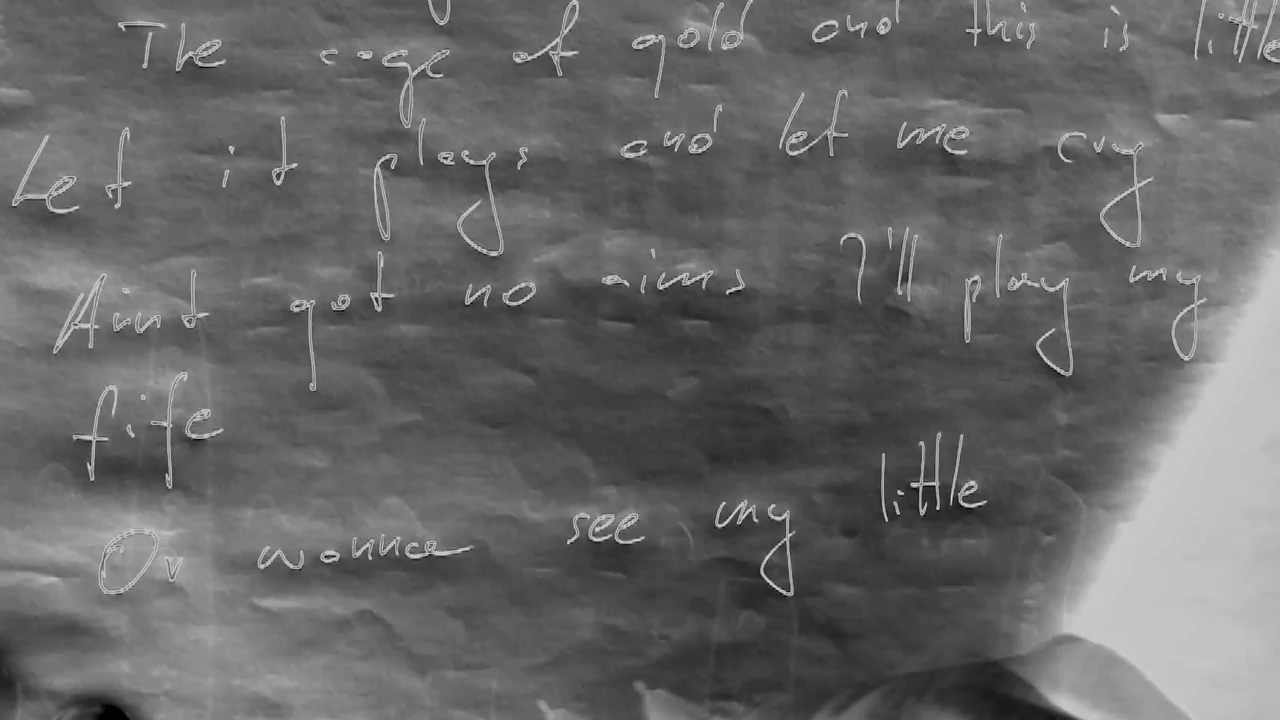 The cage of gold and this is little
Let it plays and let me cry
Aint got no aims I'll play my
fife
Or wanna see my little